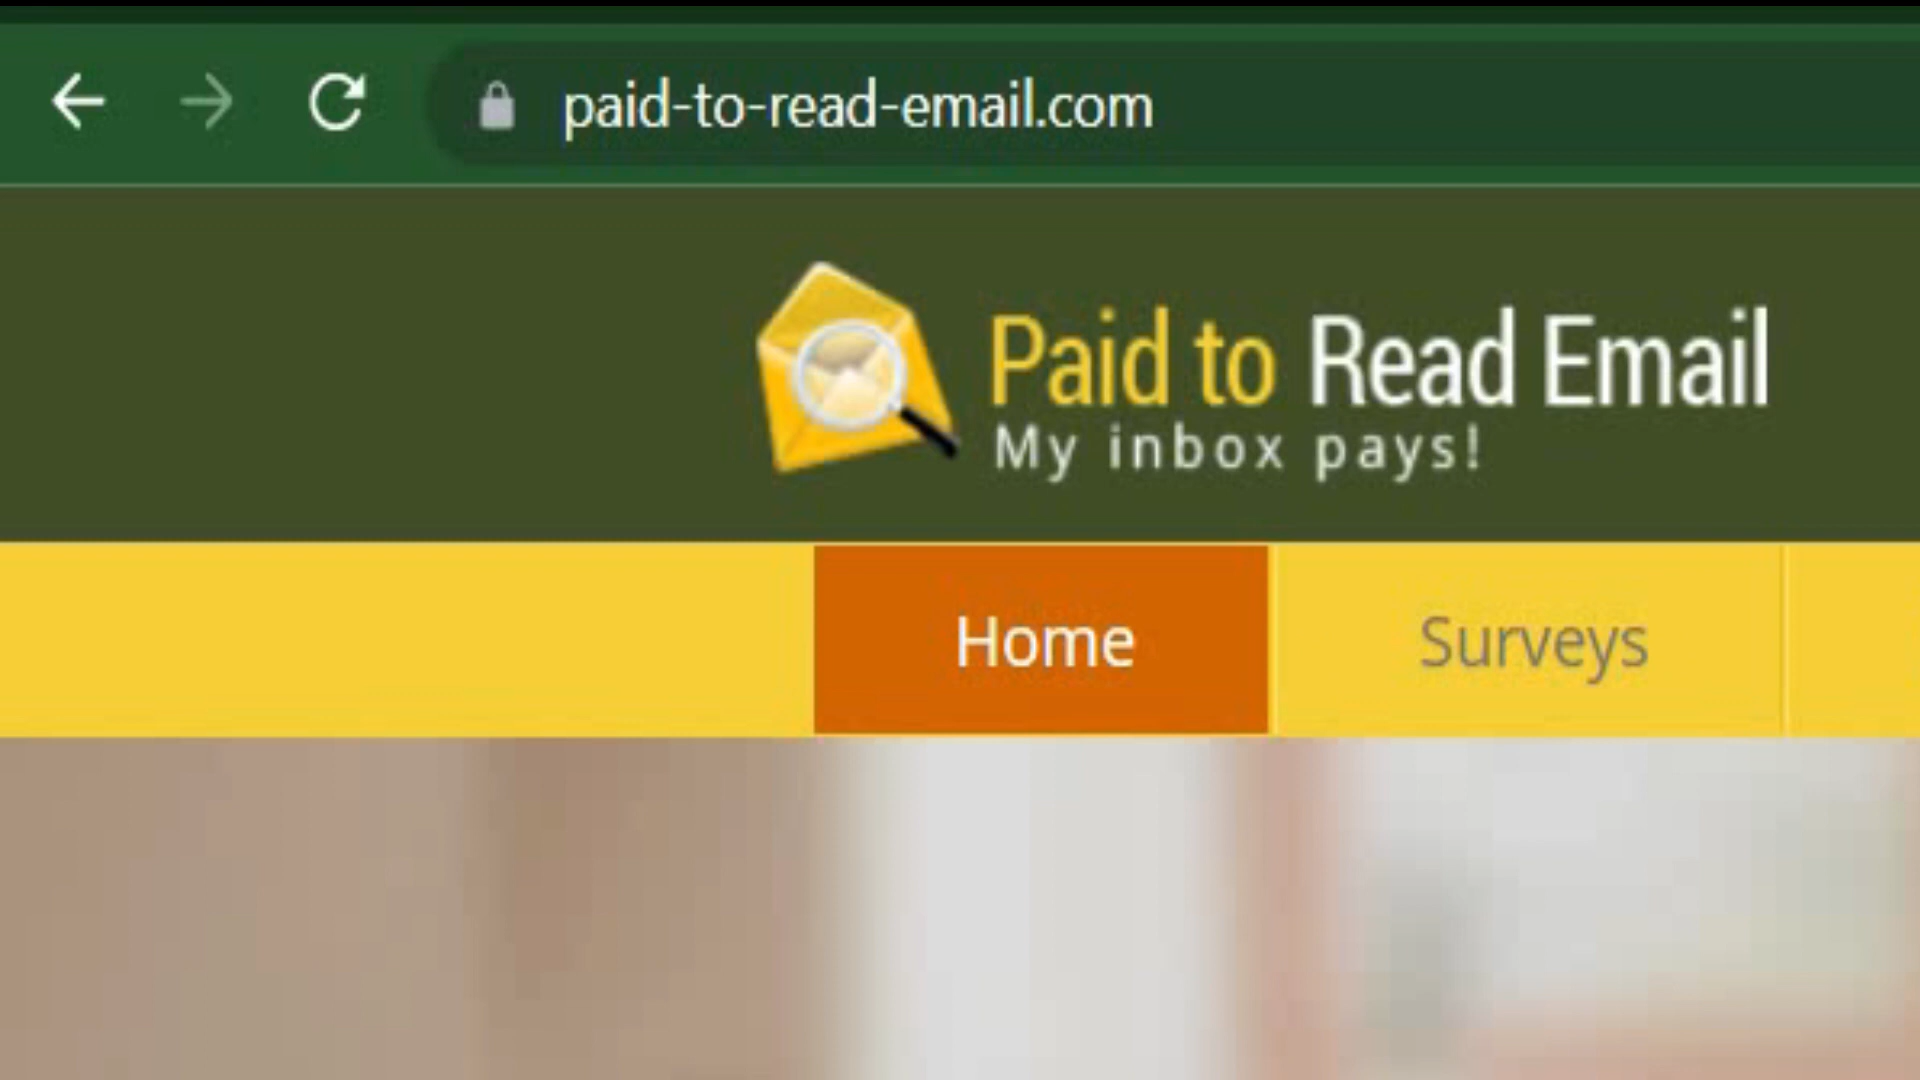 paid-to-read-email.com
Paid to Read Email
My inbox pays!
Home
Surveys